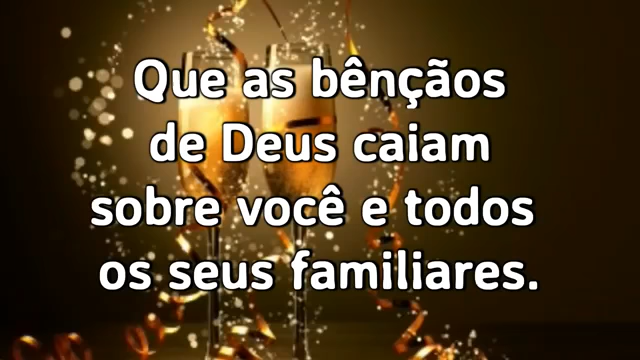 Que as bênçãos
de Deus caiam
sobre você e todos
os seus familiares.